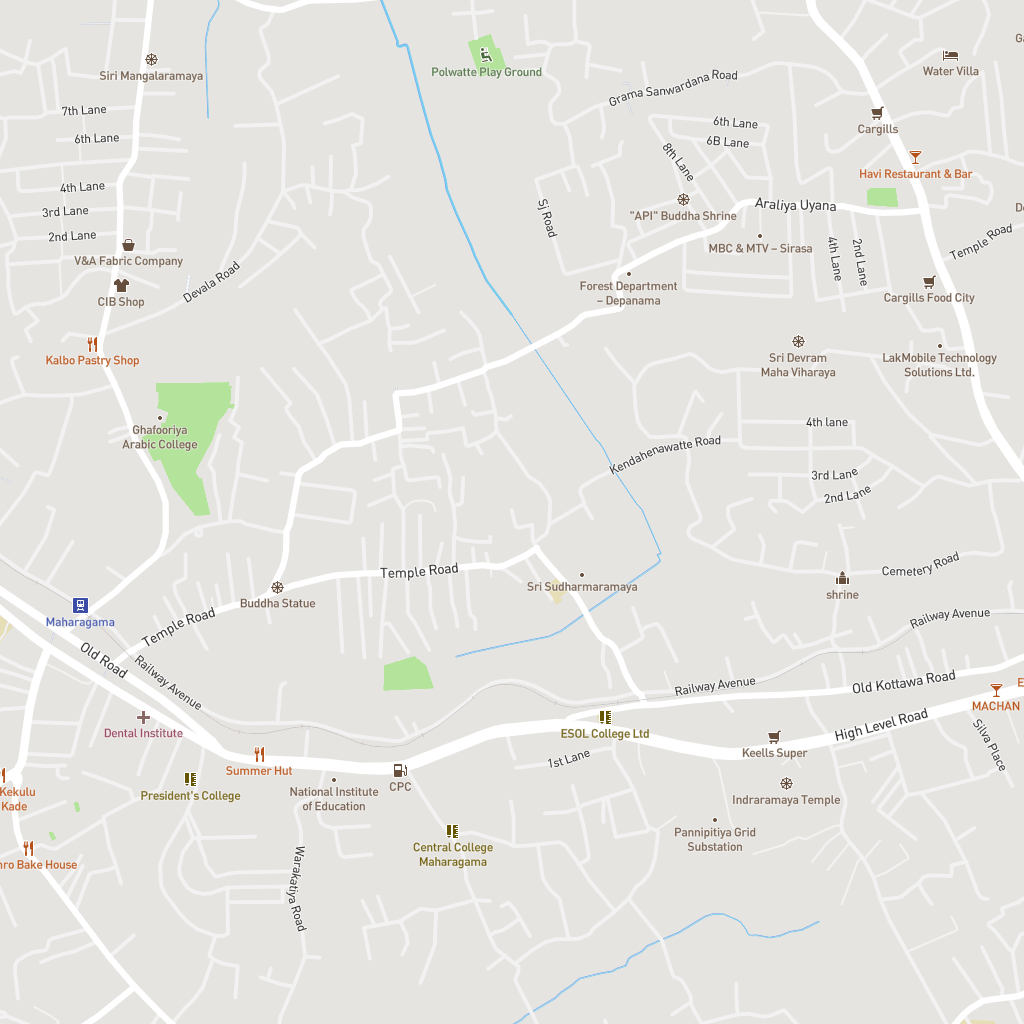 Polwatte Play Ground
Siri Mangalaramaya
Water Villa
Grama Sanwardana Road
7th Lane
6th Lane
6th Lane
6B Lane
8th Lane
Cargills
Havi Restaurant & Bar
4th Lane
3rd Lane
2nd Lane
Sj Road
"API" Buddha Shrine
Araliya Uyana
MBC & MTV – Sirasa
4th Lane
2nd Lane
Temple Road
V&A Fabric Company
Devala Road
CIB Shop
Forest Department
– Depanama
Cargills Food City
Kalbo Pastry Shop
Sri Devram
Maha Viharaya
LakMobile Technology
Solutions Ltd.
Ghafooriya
Arabic College
4th lane
Kendahenawatte Road
3rd Lane
2nd Lane
Temple Road
Sri Sudharmaramaya
Cemetery Road
shrine
Buddha Statue
Maharagama
Temple Road
Railway Avenue
Old Road
Railway Avenue
Railway Avenue
Old Kottawa Road
MACHAN
Dental Institute
ESOL College Ltd
High Level Road
Silva Place
Keells Super
1st Lane
Summer Hut
CPC
President's College
National Institute
of Education
Kekulu
Kade
Indraramaya Temple
Pannipitiya Grid
Substation
Central College
Maharagama
Bake House
Warakatiya Road